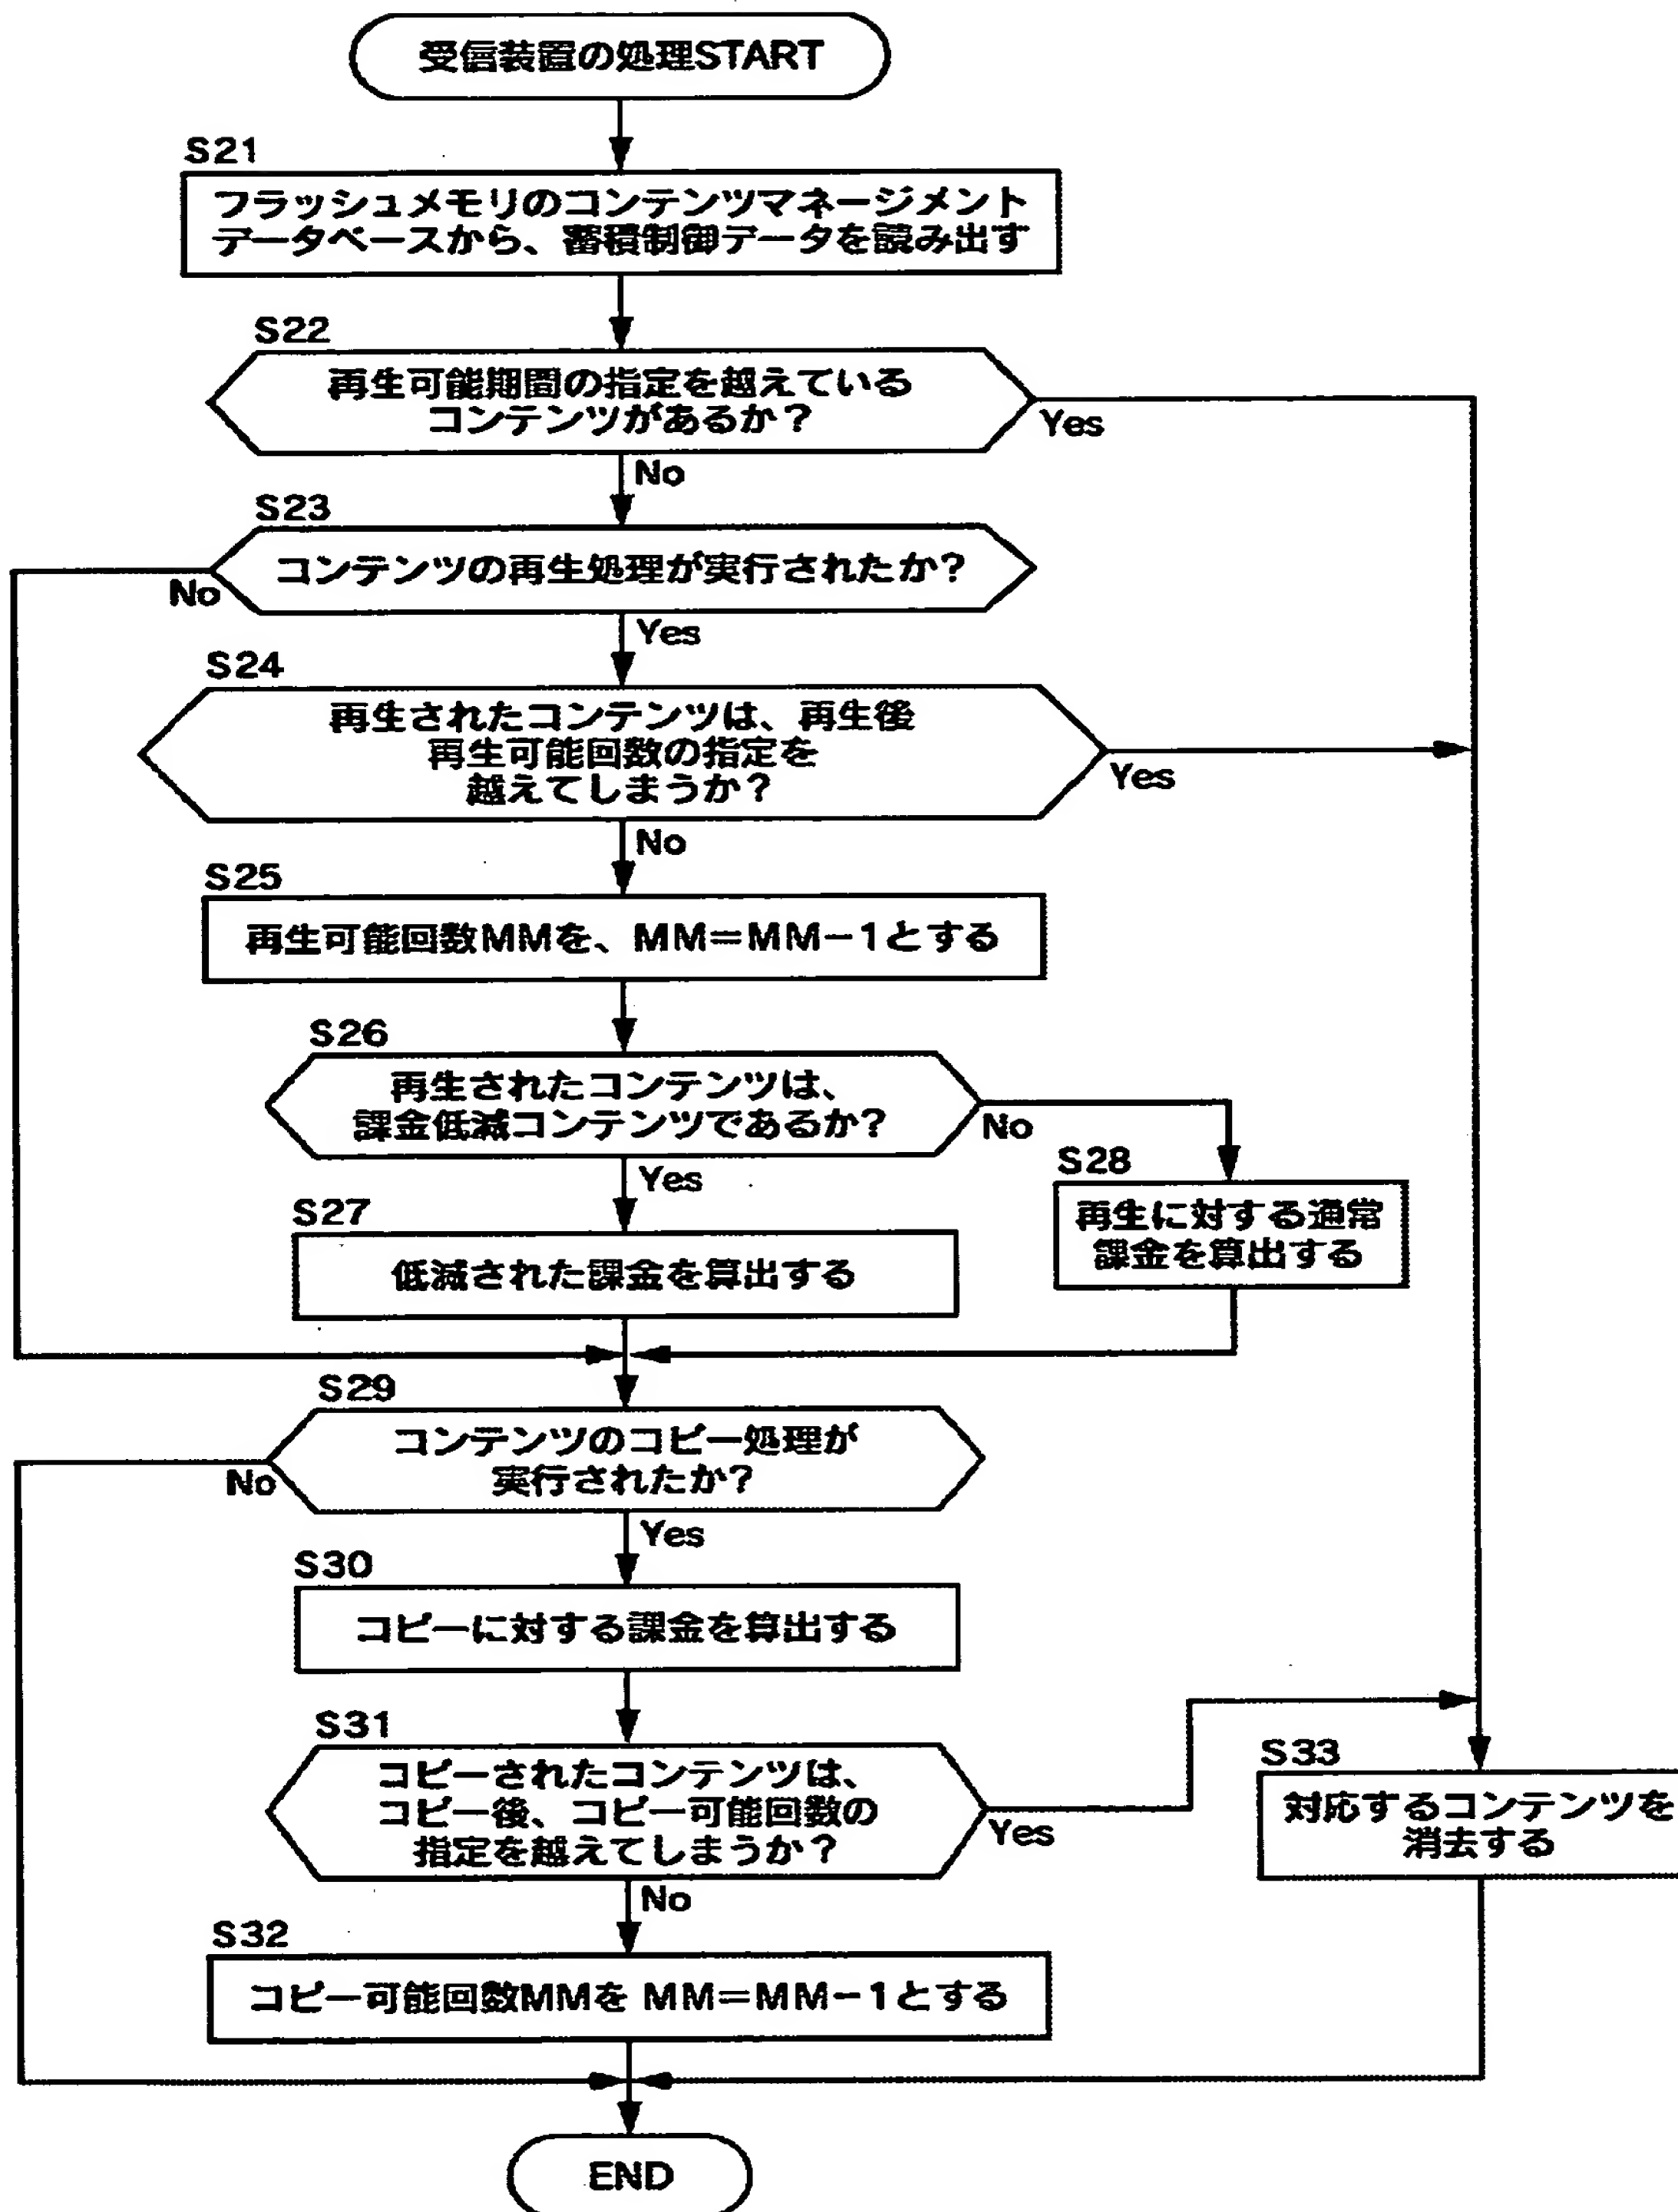 受信装置の処理START
S21
フラッシュメモリのコンテンツマネージメント
データベースから、蓄積制御データを読み出す
S22
再生可能期間の指定を越えている
コンテンツがあるか?
Yes
No
S23
コンテンツの再生処理が実行されたか?
No
Yes
S24
再生されたコンテンツは、再生後
再生可能回数の指定を
越えてしまうか?
Yes
No
S25
再生可能回数MMを、MM=MM-1とする
S26
再生されたコンテンツは、
課金低減コンテンツであるか?
No
Yes
S28
再生に対する通常
課金を算出する
S27
低減された課金を算出する
S29
コンテンツのコピー処理が
実行されたか?
No
Yes
S30
コピーに対する課金を算出する
S31
コピーされたコンテンツは、
コピー後、コピー可能回数の
指定を越えてしまうか?
Yes
No
S33
対応するコンテンツを
消去する
S32
コピー可能回数MMを MM=MM-1とする
END